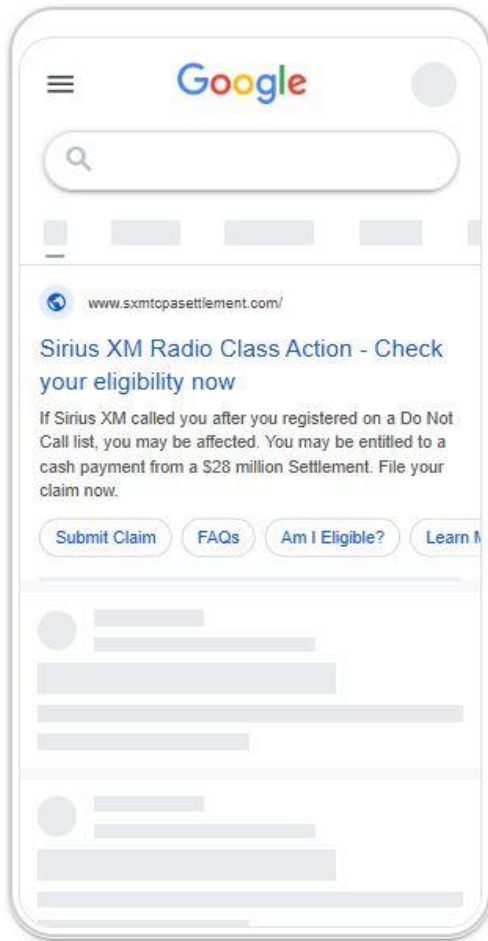 Google
www.sxmtcpasettlement.com/
Sirius XM Radio Class Action - Check
your eligibility now
If Sirius XM called you after you registered on a Do Not
Call list, you may be affected. You may be entitled to a
cash payment from a $28 million Settlement. File your
claim now.
Submit Claim FAQs Am I Eligible? Learn